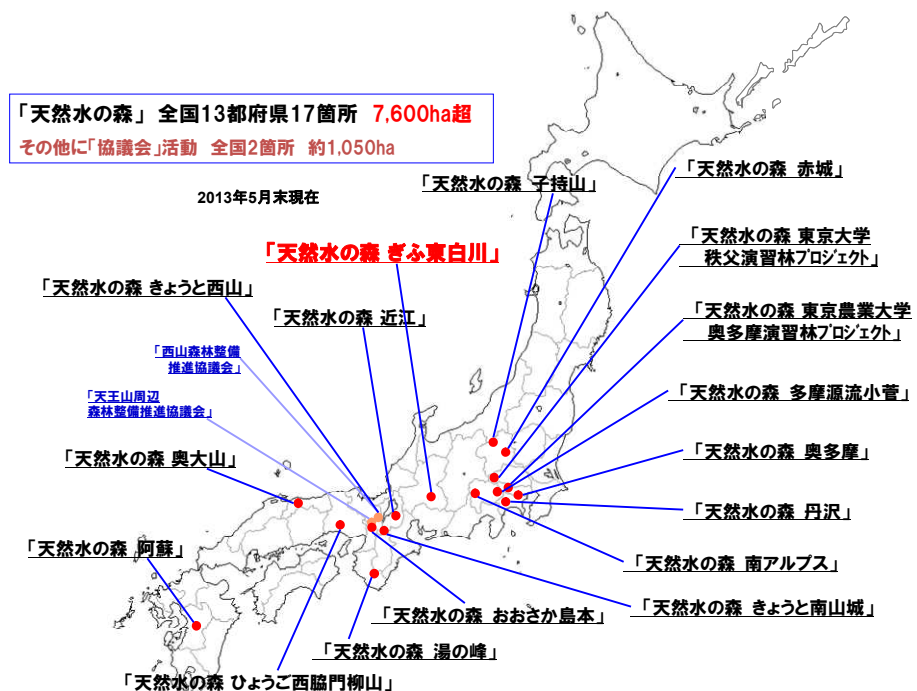 「天然水の森」 全国13都府県17箇所 7,600ha超
その他に「協議会」活動 全国2箇所 約1,050ha
2013年5月末現在
「天然水の森 子持山」
「天然水の森 赤城」
「天然水の森 ぎふ東白川」
「天然水の森 東京大学
秩父演習林プロジェクト」
「天然水の森 きょうと西山」
「天然水の森 近江」
「天然水の森 東京農業大学
奥多摩演習林プロジェクト」
「西山森林整備
推進協議会」
「天王山周辺
森林整備推進協議会」
「天然水の森 多摩源流小菅」
「天然水の森 奥大山」
「天然水の森 奥多摩」
「天然水の森 丹沢」
「天然水の森 阿蘇」
「天然水の森 南アルプス」
「天然水の森 おおさか島本」
「天然水の森 きょうと南山城」
「天然水の森 湯の峰」
「天然水の森 ひょうご西脇門柳山」